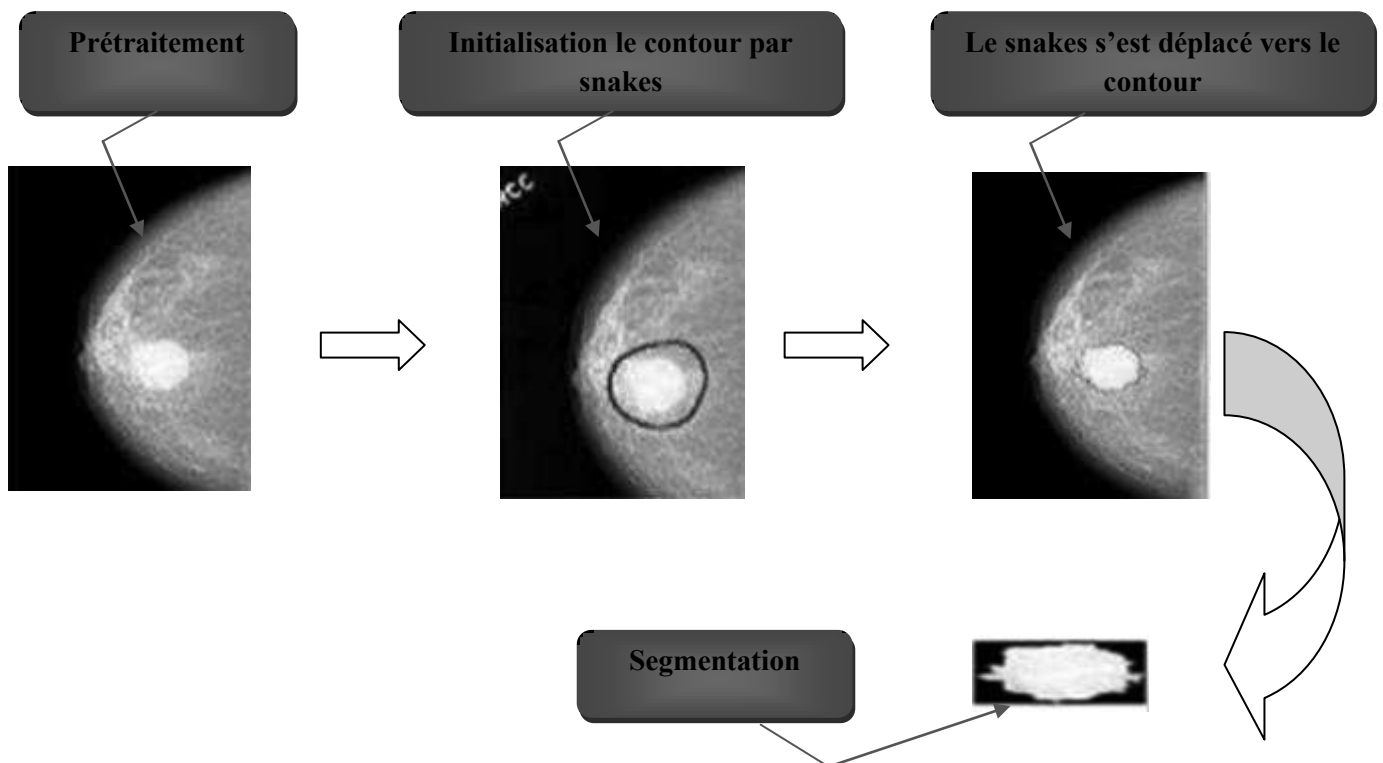 Prétraitement
Initialisation le contour par
snakes
Le snakes s’est déplacé vers le
contour
Segmentation